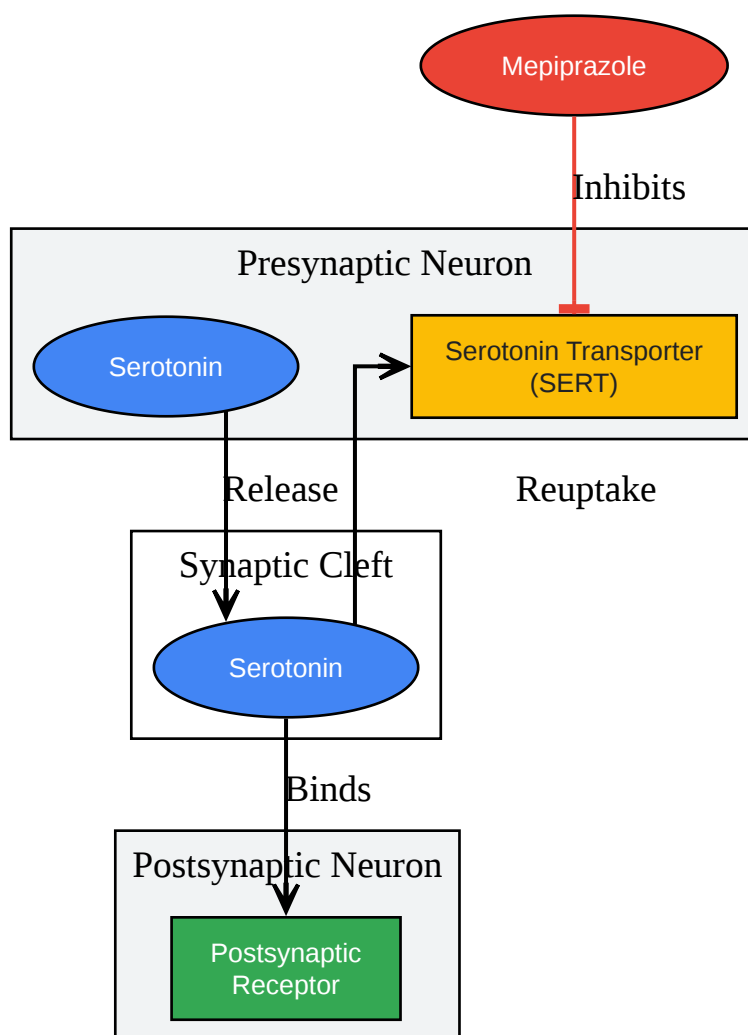 Mepiprazole
Inhibits
Presynaptic Neuron
Serotonin
Serotonin Transporter
(SERT)
Release
Reuptake
Synaptic Cleft
Serotonin
Binds
Postsynaptic Neuron
Postsynaptic
Receptor